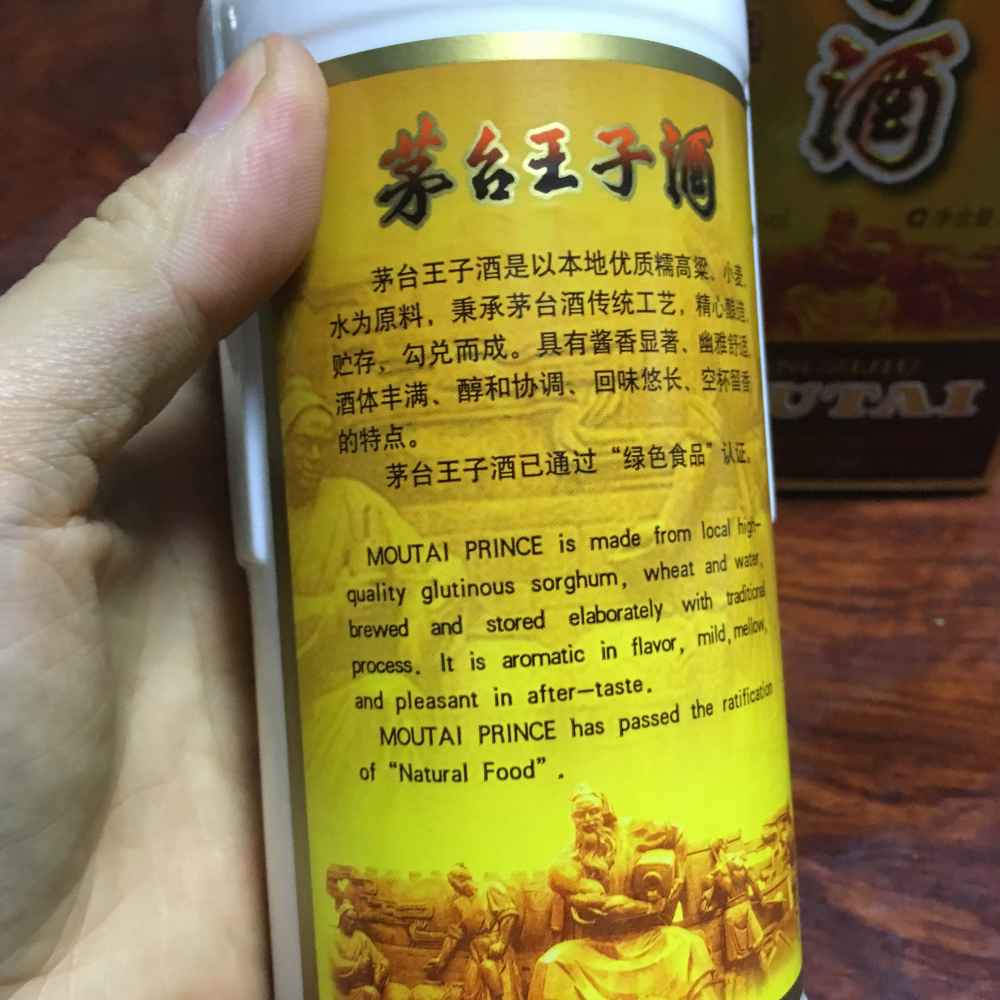 茅台王子酒
茅台王子酒是以本地优质糯高粱、小麦、
水为原料，秉承茅台酒传统工艺，精心酿造、
贮存，勾兑而成。具有酱香显著、幽雅舒适、
酒体丰满、醇和协调、回味悠长、空杯留香
的特点。
茅台王子酒已通过“绿色食品”认证。
MOUTAI PRINCE is made from local high-
quality glutinous sorghum, wheat and water,
brewed and stored elaborately with traditional
process. It is aromatic in flavor, mild, mellow,
and pleasant in after-taste.
MOUTAI PRINCE has passed the ratification
of “Natural Food”.
酒
净含量
UTAI